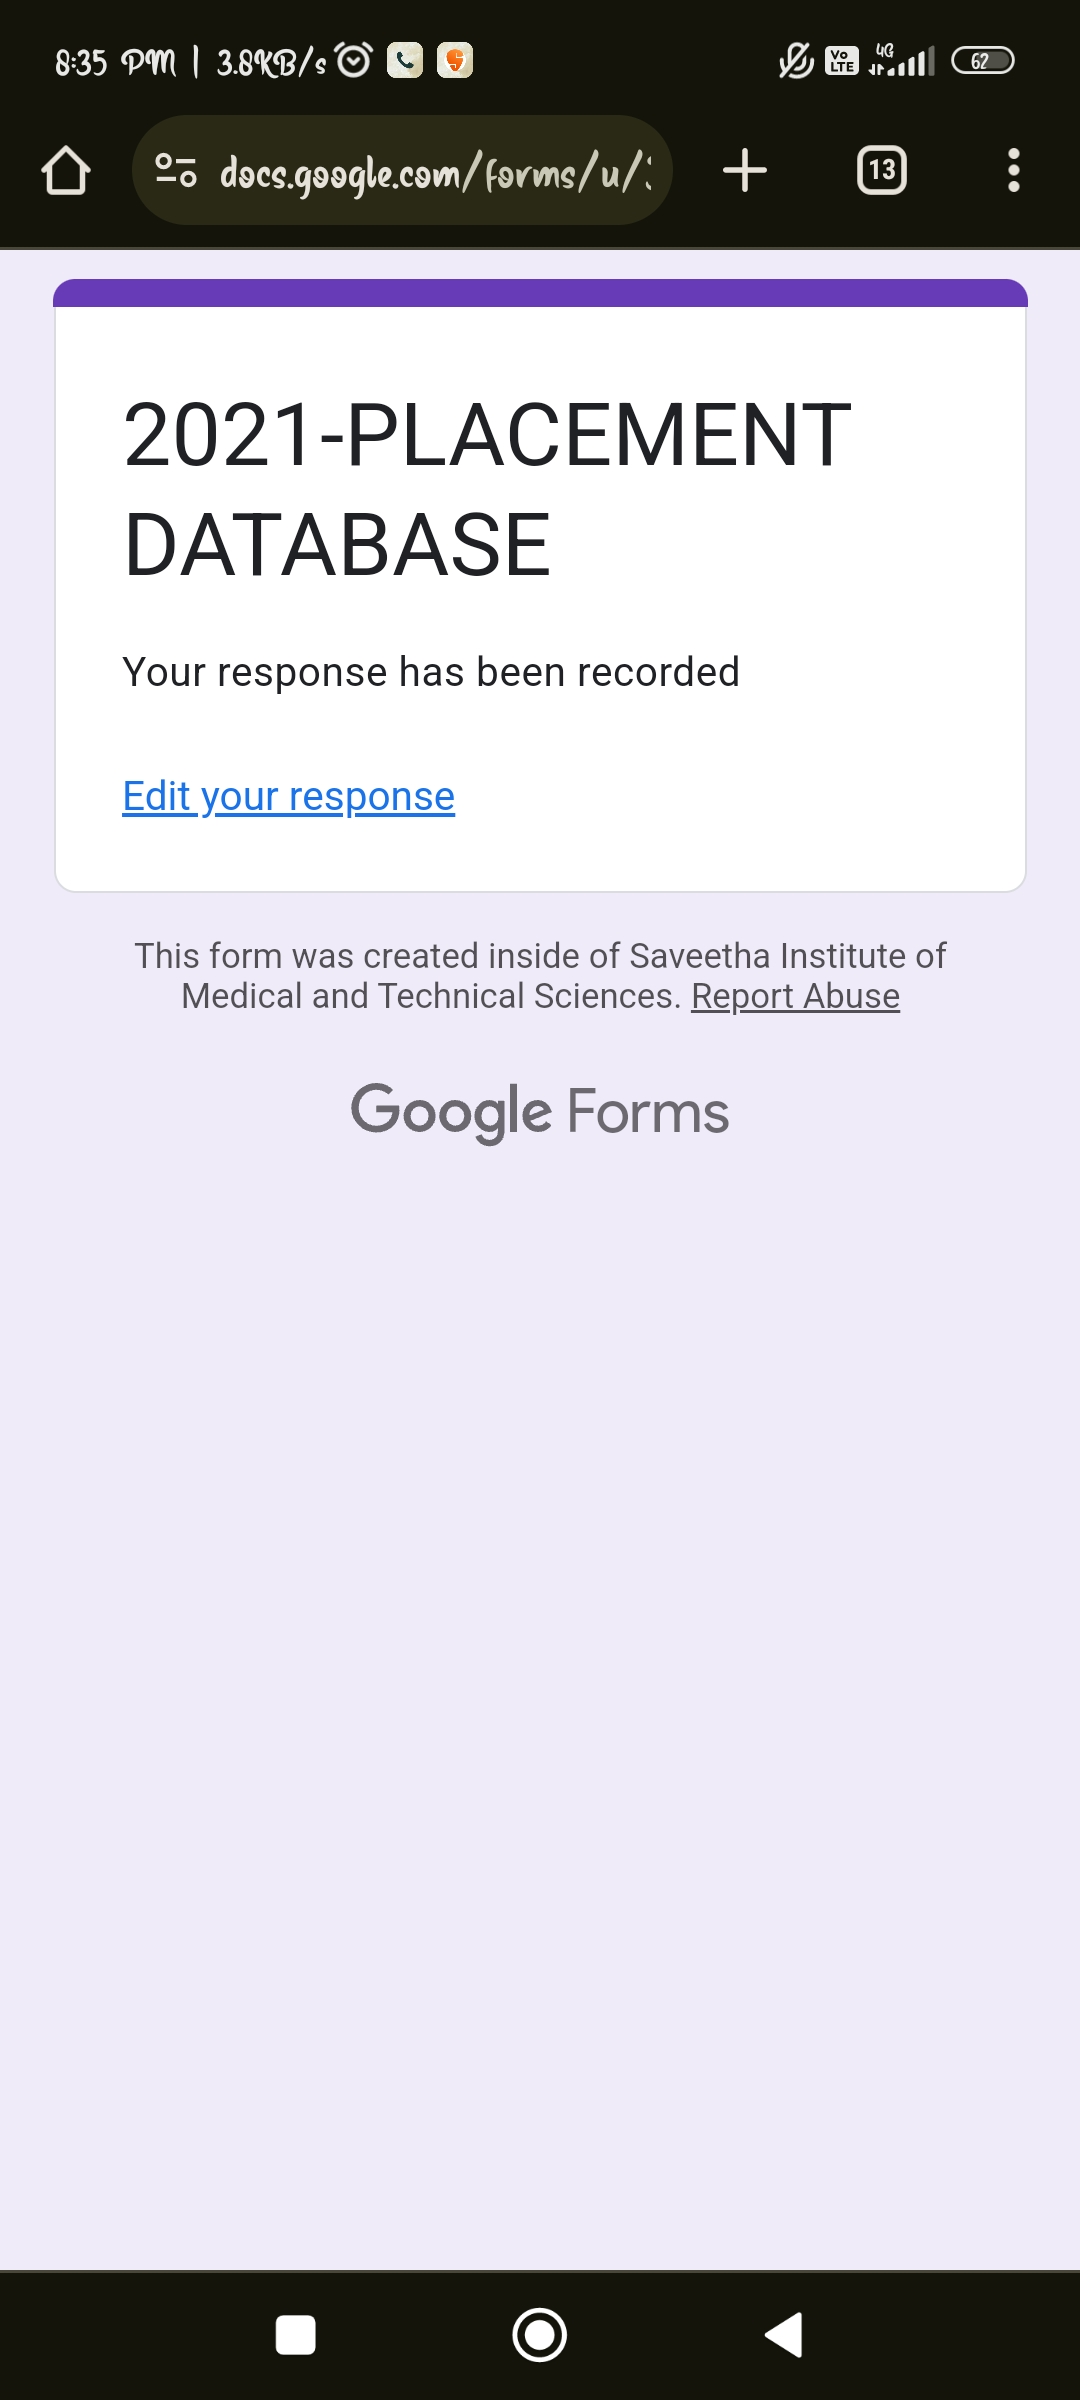 8:35 PM | 3.8KB/s
Vo LTE 4G 62
docs.google.com/forms/u/
13
2021-PLACEMENT
DATABASE
Your response has been recorded
Edit your response
This form was created inside of Saveetha Institute of
Medical and Technical Sciences. Report Abuse
Google Forms